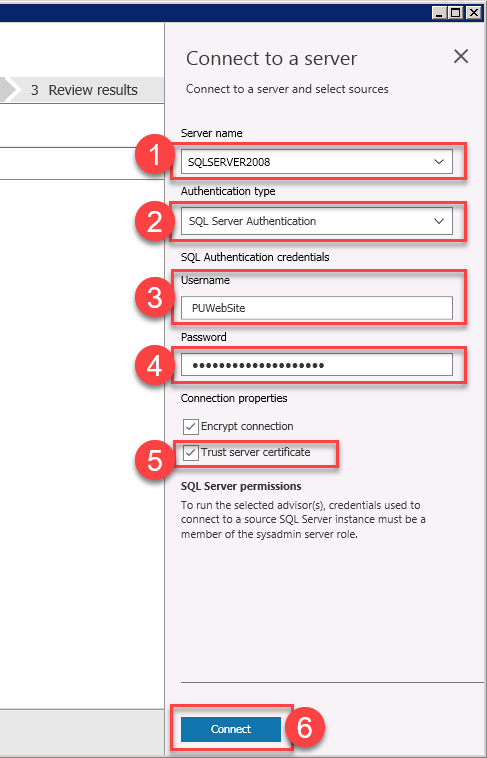 3 Review results
Connect to a server
Connect to a server and select sources
Server name
1
SQLSERVER2008
Authentication type
2
SQL Server Authentication
SQL Authentication credentials
3
Username
PUWebSite
Password
4
••••••••••••••••••••
Connection properties
Encrypt connection
5
Trust server certificate
SQL Server permissions
To run the selected advisor(s), credentials used to
connect to a source SQL Server instance must be a
member of the sysadmin server role.
Connect
6